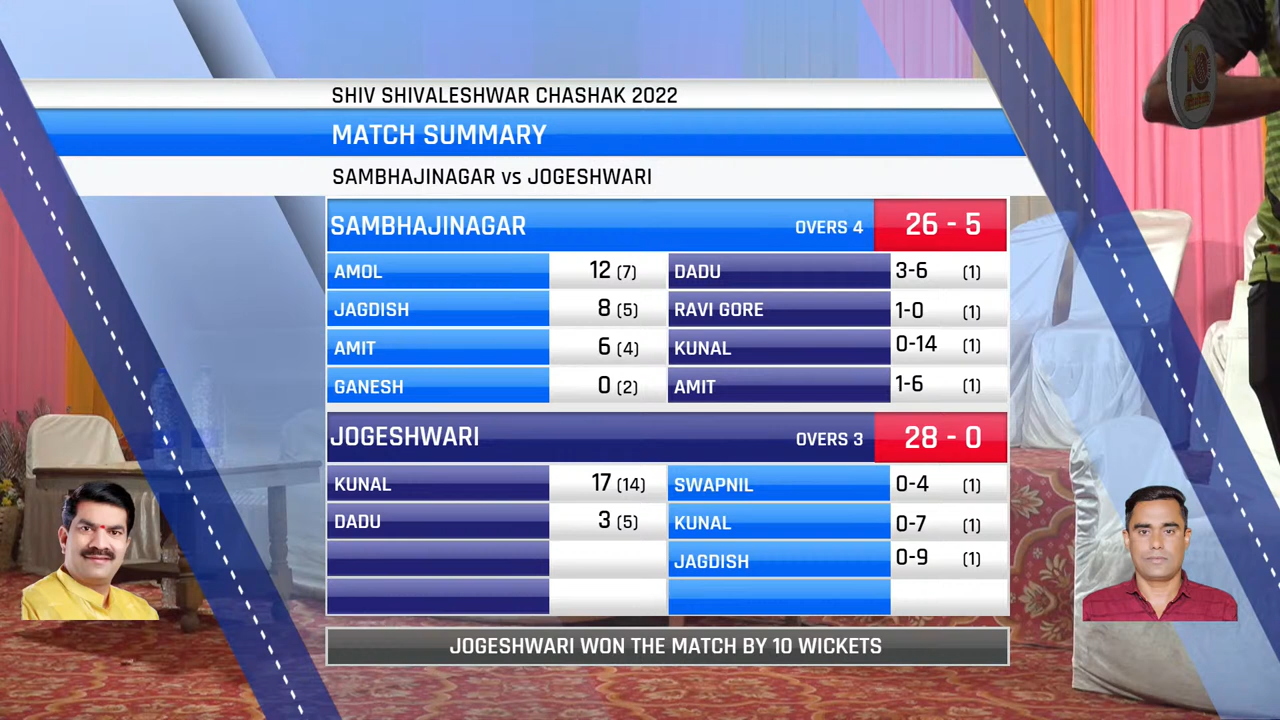 SHIV SHIVALESHWAR CHASHAK 2022
MATCH SUMMARY
SAMBHAJINAGAR vs JOGESHWARI
SAMBHAJINAGAR OVERS 4 26 - 5
AMOL 12 (7) DADU 3-6 (1)
JAGDISH 8 (5) RAVI GORE 1-0 (1)
AMIT 6 (4) KUNAL 0-14 (1)
GANESH 0 (2) AMIT 1-6 (1)
JOGESHWARI OVERS 3 28 - 0
KUNAL 17 (14) SWAPNIL 0-4 (1)
DADU 3 (5) KUNAL 0-7 (1)
JAGDISH 0-9 (1)
JOGESHWARI WON THE MATCH BY 10 WICKETS